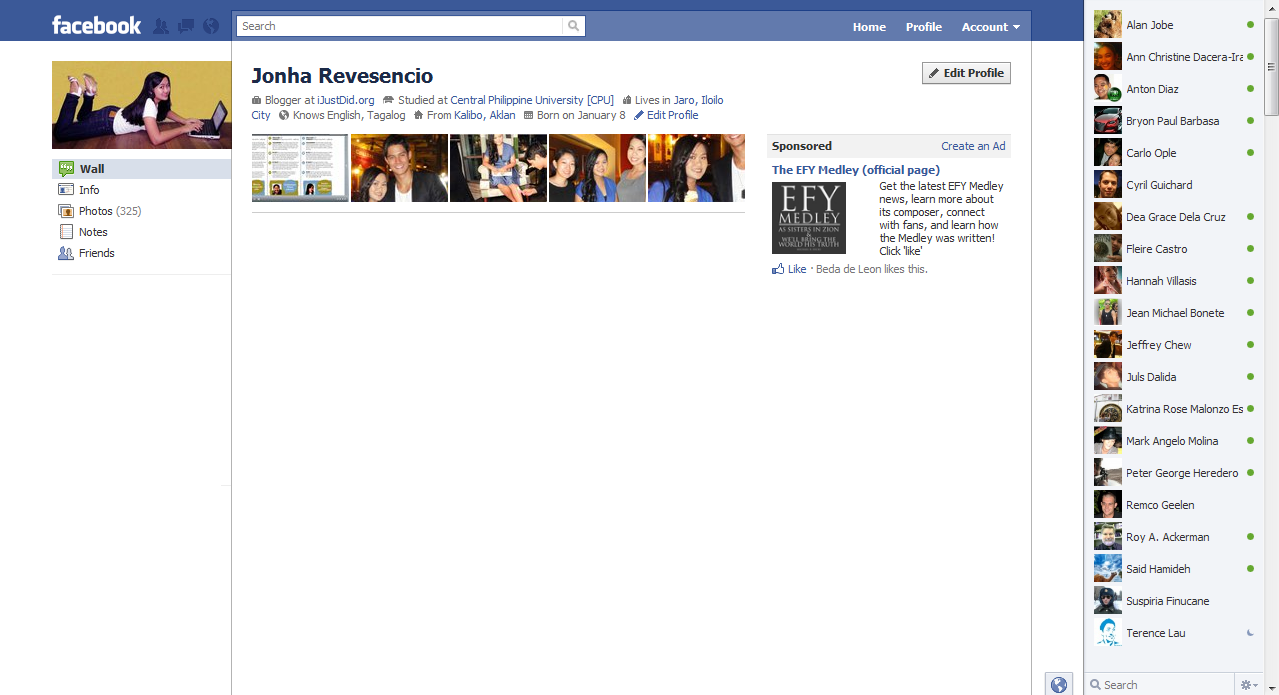 facebook
Search
Home Profile Account
Jonha Revesencio
Edit Profile
Blogger at iJustDid.org Studied at Central Philippine University [CPU] Lives in Jaro, Iloilo
City Knows English, Tagalog From Kalibo, Aklan Born on January 8 Edit Profile
Wall
Info
Photos (325)
Notes
Friends
Sponsored Create an Ad
The EFY Medley (official page)
EFY
MEDLEY
AS SISTERS IN ZION
&
WE'LL BRING THE
WORLD HIS TRUTH
Get the latest EFY Medley
news, learn more about
its composer, connect
with fans, and learn how
the Medley was written!
Click 'like'
Like · Beda de Leon likes this.
Alan Jobe
Ann Christine Dacera-Ira
Anton Diaz
Bryon Paul Barbasa
Carlo Ople
Cyril Guichard
Dea Grace Dela Cruz
Fleire Castro
Hannah Villasis
Jean Michael Bonete
Jeffrey Chew
Juls Dalida
Katrina Rose Malonzo Es
Mark Angelo Molina
Peter George Heredero
Remco Geelen
Roy A. Ackerman
Said Hamideh
Suspiria Finucane
Terence Lau
Search